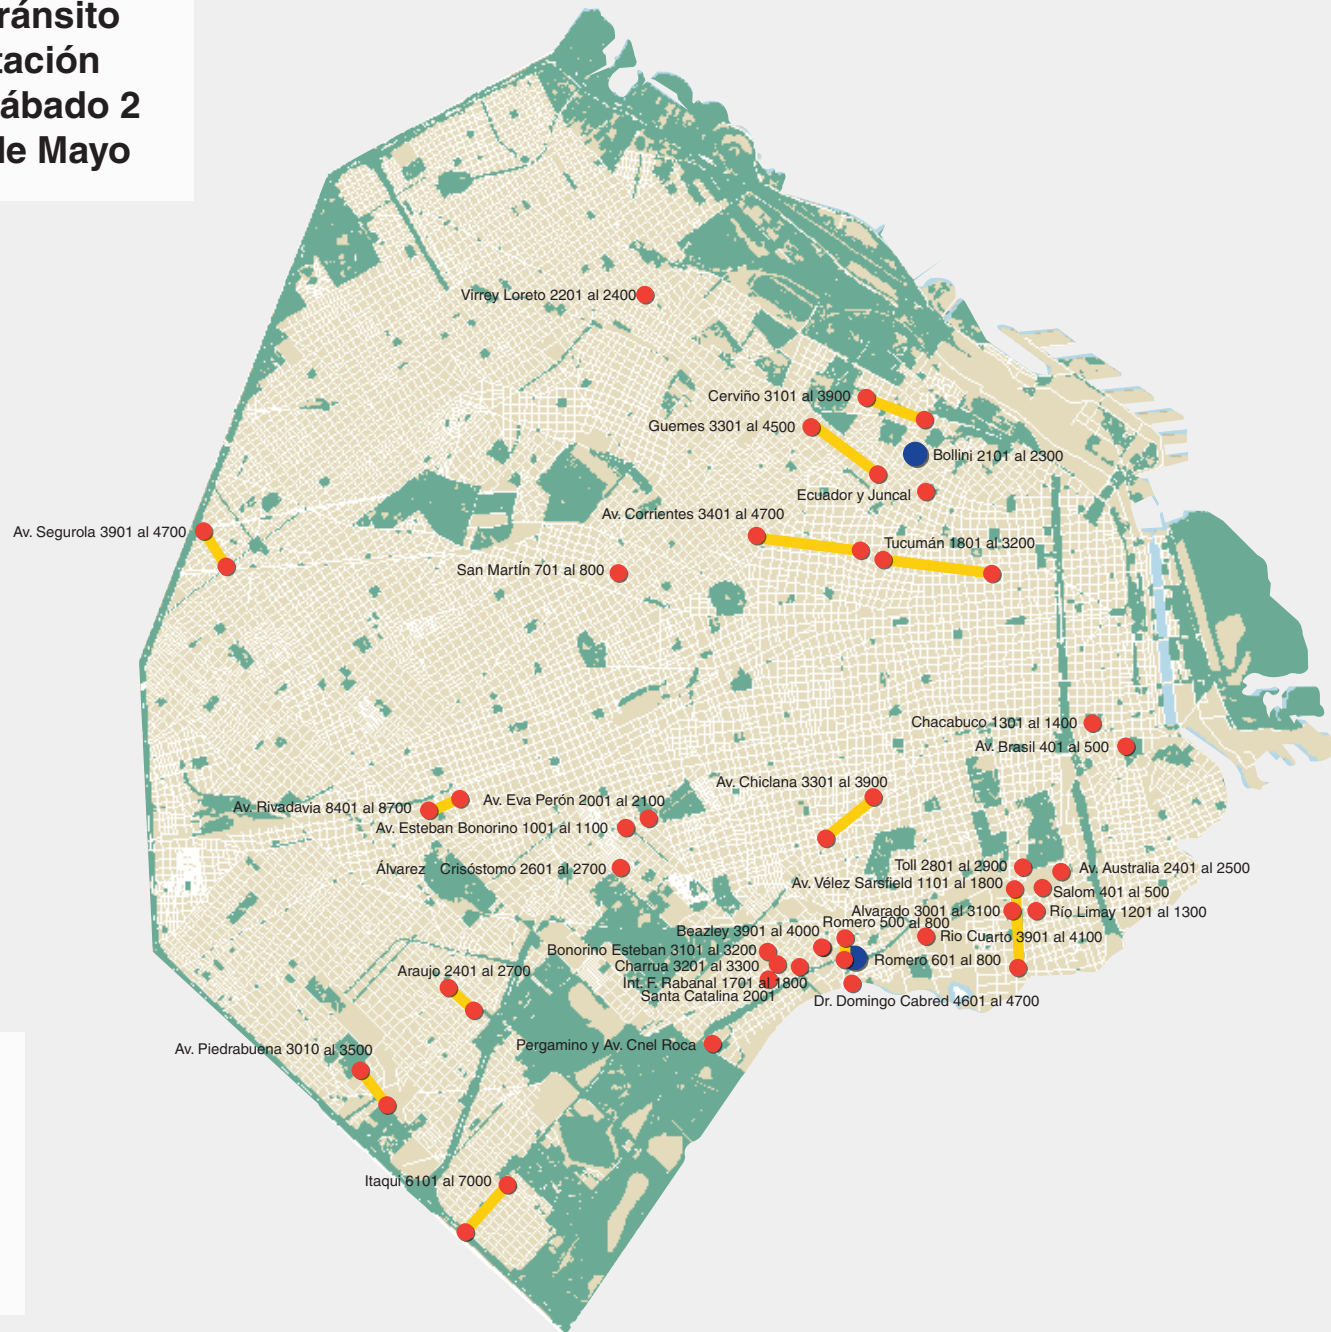 ránsito
tación
ábado 2
de Mayo
Virrey Loreto 2201 al 2400
Cerviño 3101 al 3900
Guemes 3301 al 4500
Bollini 2101 al 2300
Ecuador y Juncal
Av. Corrientes 3401 al 4700
Av. Segurola 3901 al 4700
Tucumán 1801 al 3200
San MartÍn 701 al 800
Chacabuco 1301 al 1400
Av. Brasil 401 al 500
Av. Chiclana 3301 al 3900
Av. Rivadavia 8401 al 8700
Av. Eva Perón 2001 al 2100
Av. Esteban Bonorino 1001 al 1100
Álvarez Crisóstomo 2601 al 2700
Toll 2801 al 2900
Av. Australia 2401 al 2500
Av. Vélez Sarsfield 1101 al 1800
Salom 401 al 500
Alvarado 3001 al 3100
Río Limay 1201 al 1300
Romero 500 al 800
Beazley 3901 al 4000
Rio Cuarto 3901 al 4100
Bonorino Esteban 3101 al 3200
Romero 601 al 800
Charrua 3201 al 3300
Araujo 2401 al 2700
Int. F. Rabanal 1701 al 1800
Santa Catalina 2001
Dr. Domingo Cabred 4601 al 4700
Pergamino y Av. Cnel Roca
Av. Piedrabuena 3010 al 3500
Itaquí 6101 al 7000